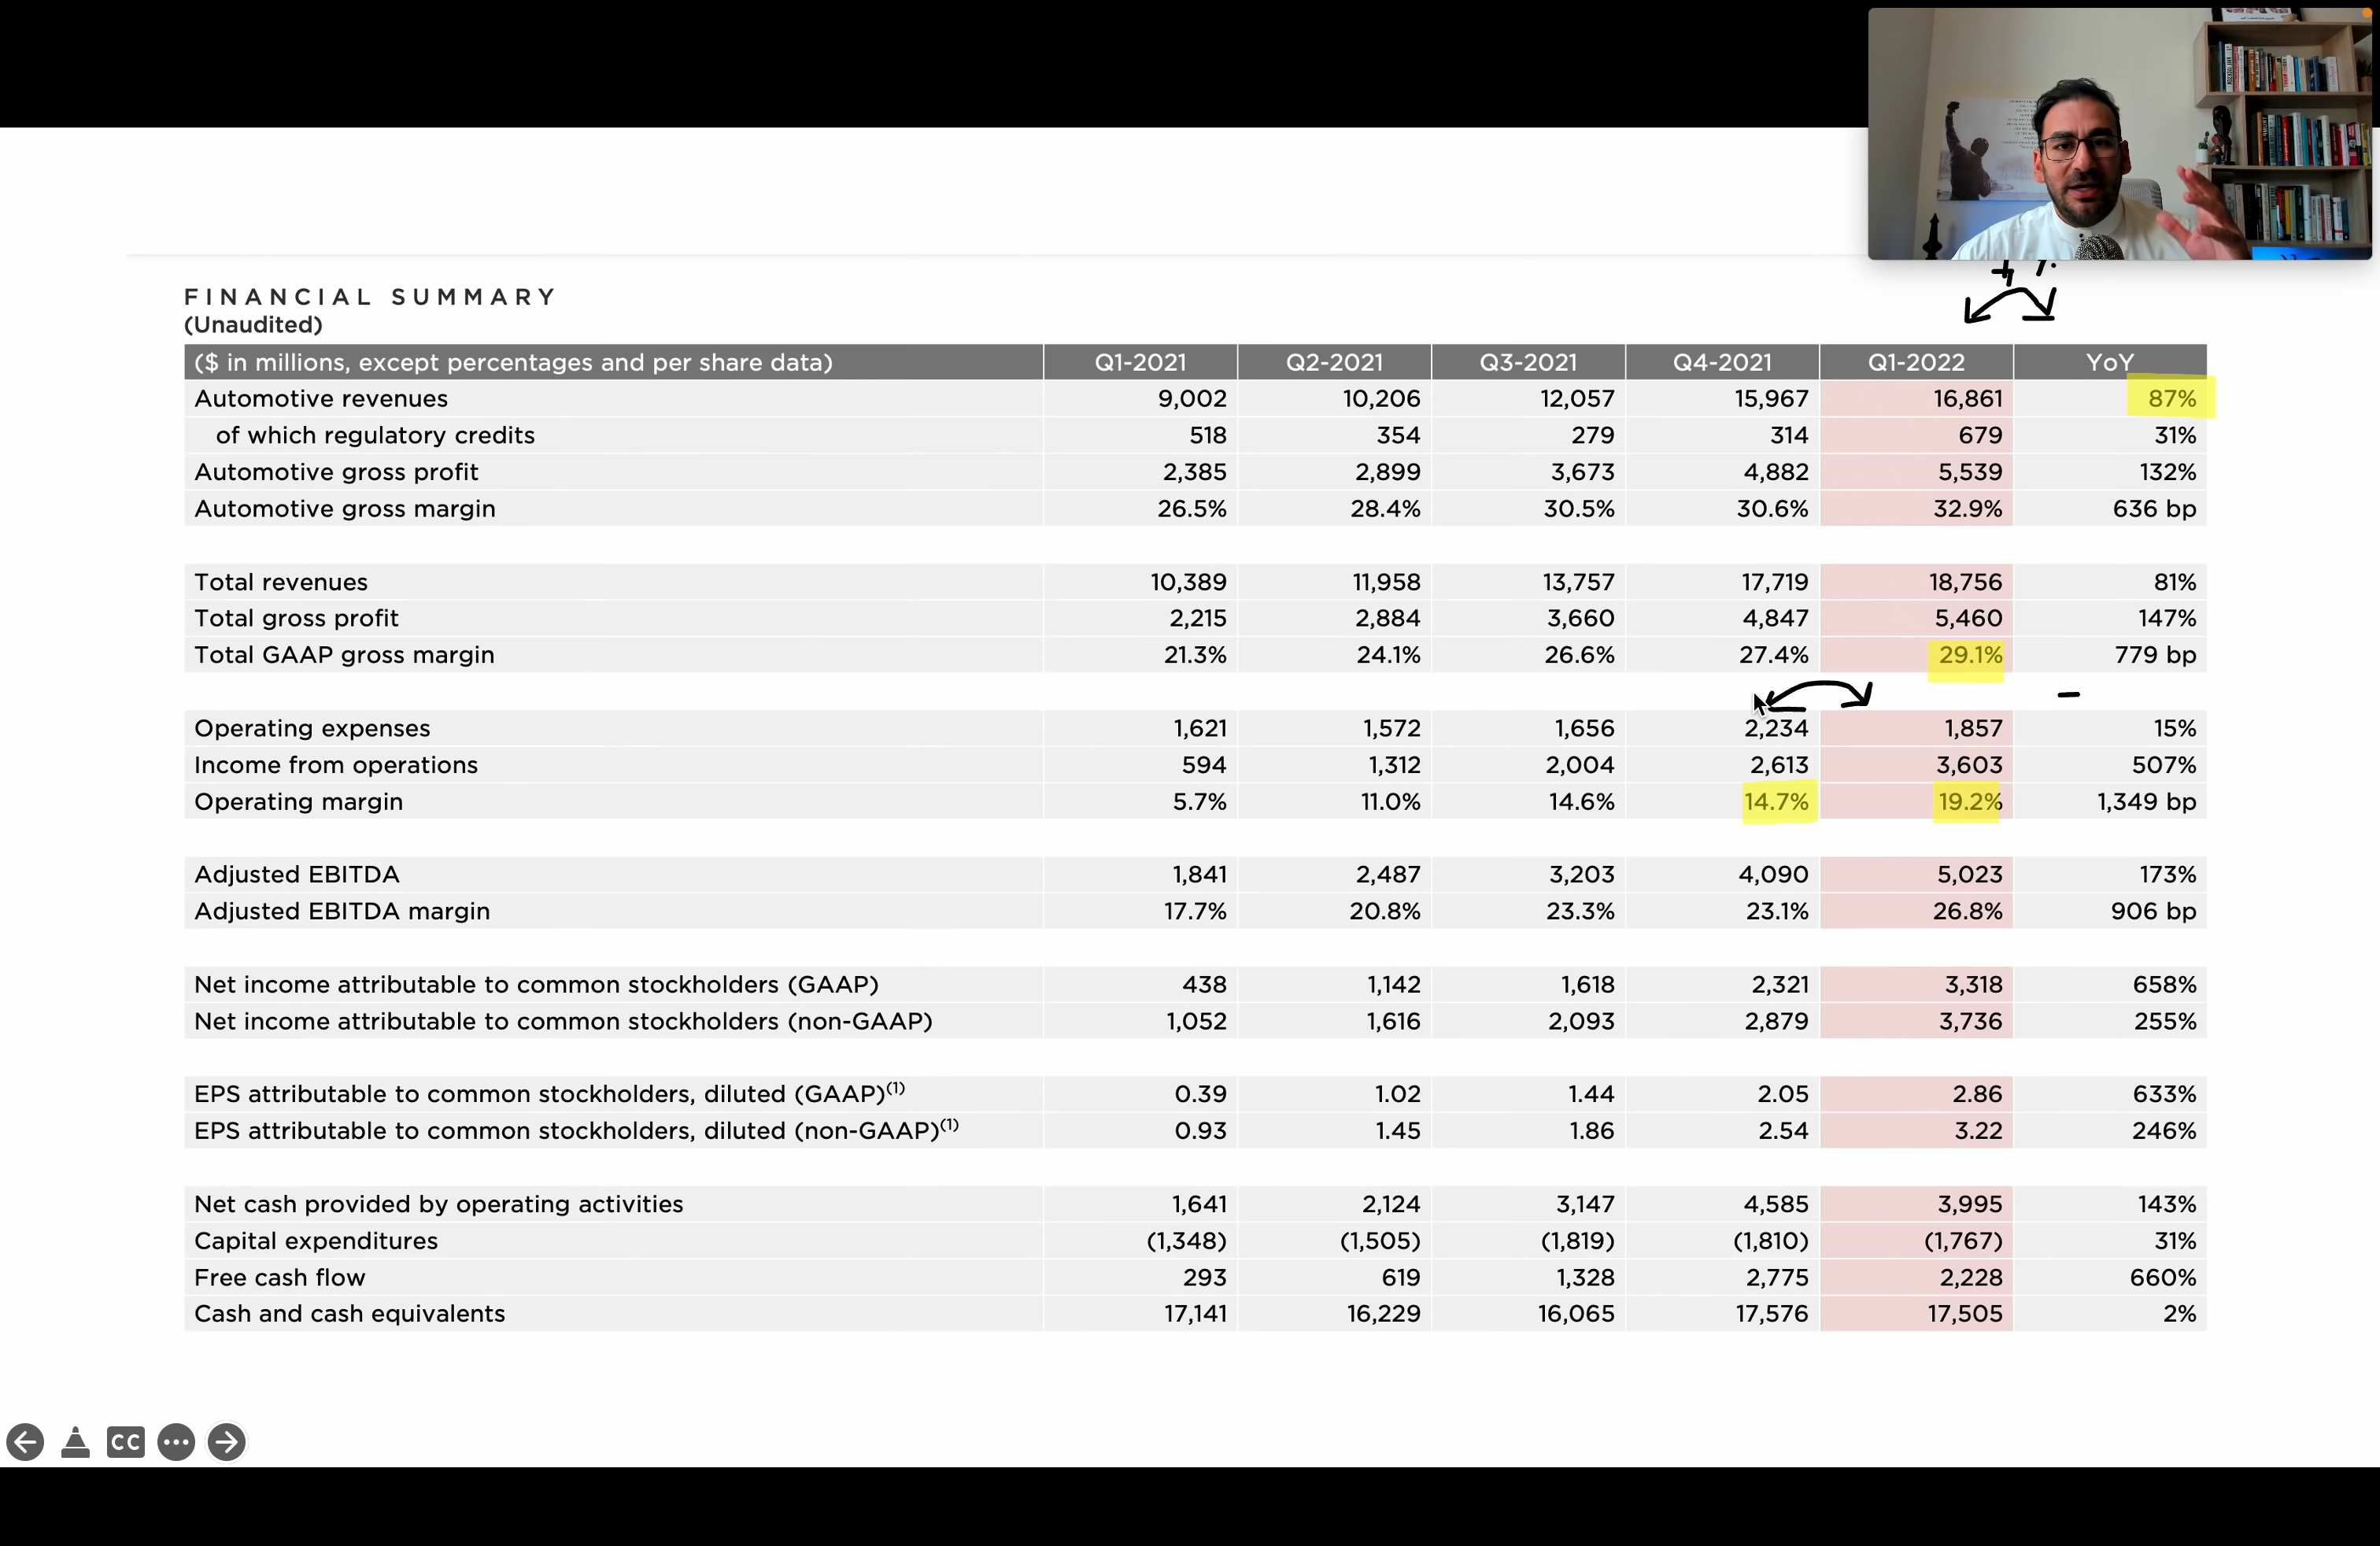 FINANCIAL SUMMARY
(Unaudited)
($ in millions, except percentages and per share data) Q1-2021 Q2-2021 Q3-2021 Q4-2021 Q1-2022 YoY
Automotive revenues 9,002 10,206 12,057 15,967 16,861 87%
of which regulatory credits 518 354 279 314 679 31%
Automotive gross profit 2,385 2,899 3,673 4,882 5,539 132%
Automotive gross margin 26.5% 28.4% 30.5% 30.6% 32.9% 636 bp
Total revenues 10,389 11,958 13,757 17,719 18,756 81%
Total gross profit 2,215 2,884 3,660 4,847 5,460 147%
Total GAAP gross margin 21.3% 24.1% 26.6% 27.4% 29.1% 779 bp
Operating expenses 1,621 1,572 1,656 2,234 1,857 15%
Income from operations 594 1,312 2,004 2,613 3,603 507%
Operating margin 5.7% 11.0% 14.6% 14.7% 19.2% 1,349 bp
Adjusted EBITDA 1,841 2,487 3,203 4,090 5,023 173%
Adjusted EBITDA margin 17.7% 20.8% 23.3% 23.1% 26.8% 906 bp
Net income attributable to common stockholders (GAAP) 438 1,142 1,618 2,321 3,318 658%
Net income attributable to common stockholders (non-GAAP) 1,052 1,616 2,093 2,879 3,736 255%
EPS attributable to common stockholders, diluted (GAAP)(1) 0.39 1.02 1.44 2.05 2.86 633%
EPS attributable to common stockholders, diluted (non-GAAP)(1) 0.93 1.45 1.86 2.54 3.22 246%
Net cash provided by operating activities 1,641 2,124 3,147 4,585 3,995 143%
Capital expenditures (1,348) (1,505) (1,819) (1,810) (1,767) 31%
Free cash flow 293 619 1,328 2,775 2,228 660%
Cash and cash equivalents 17,141 16,229 16,065 17,576 17,505 2%
CC